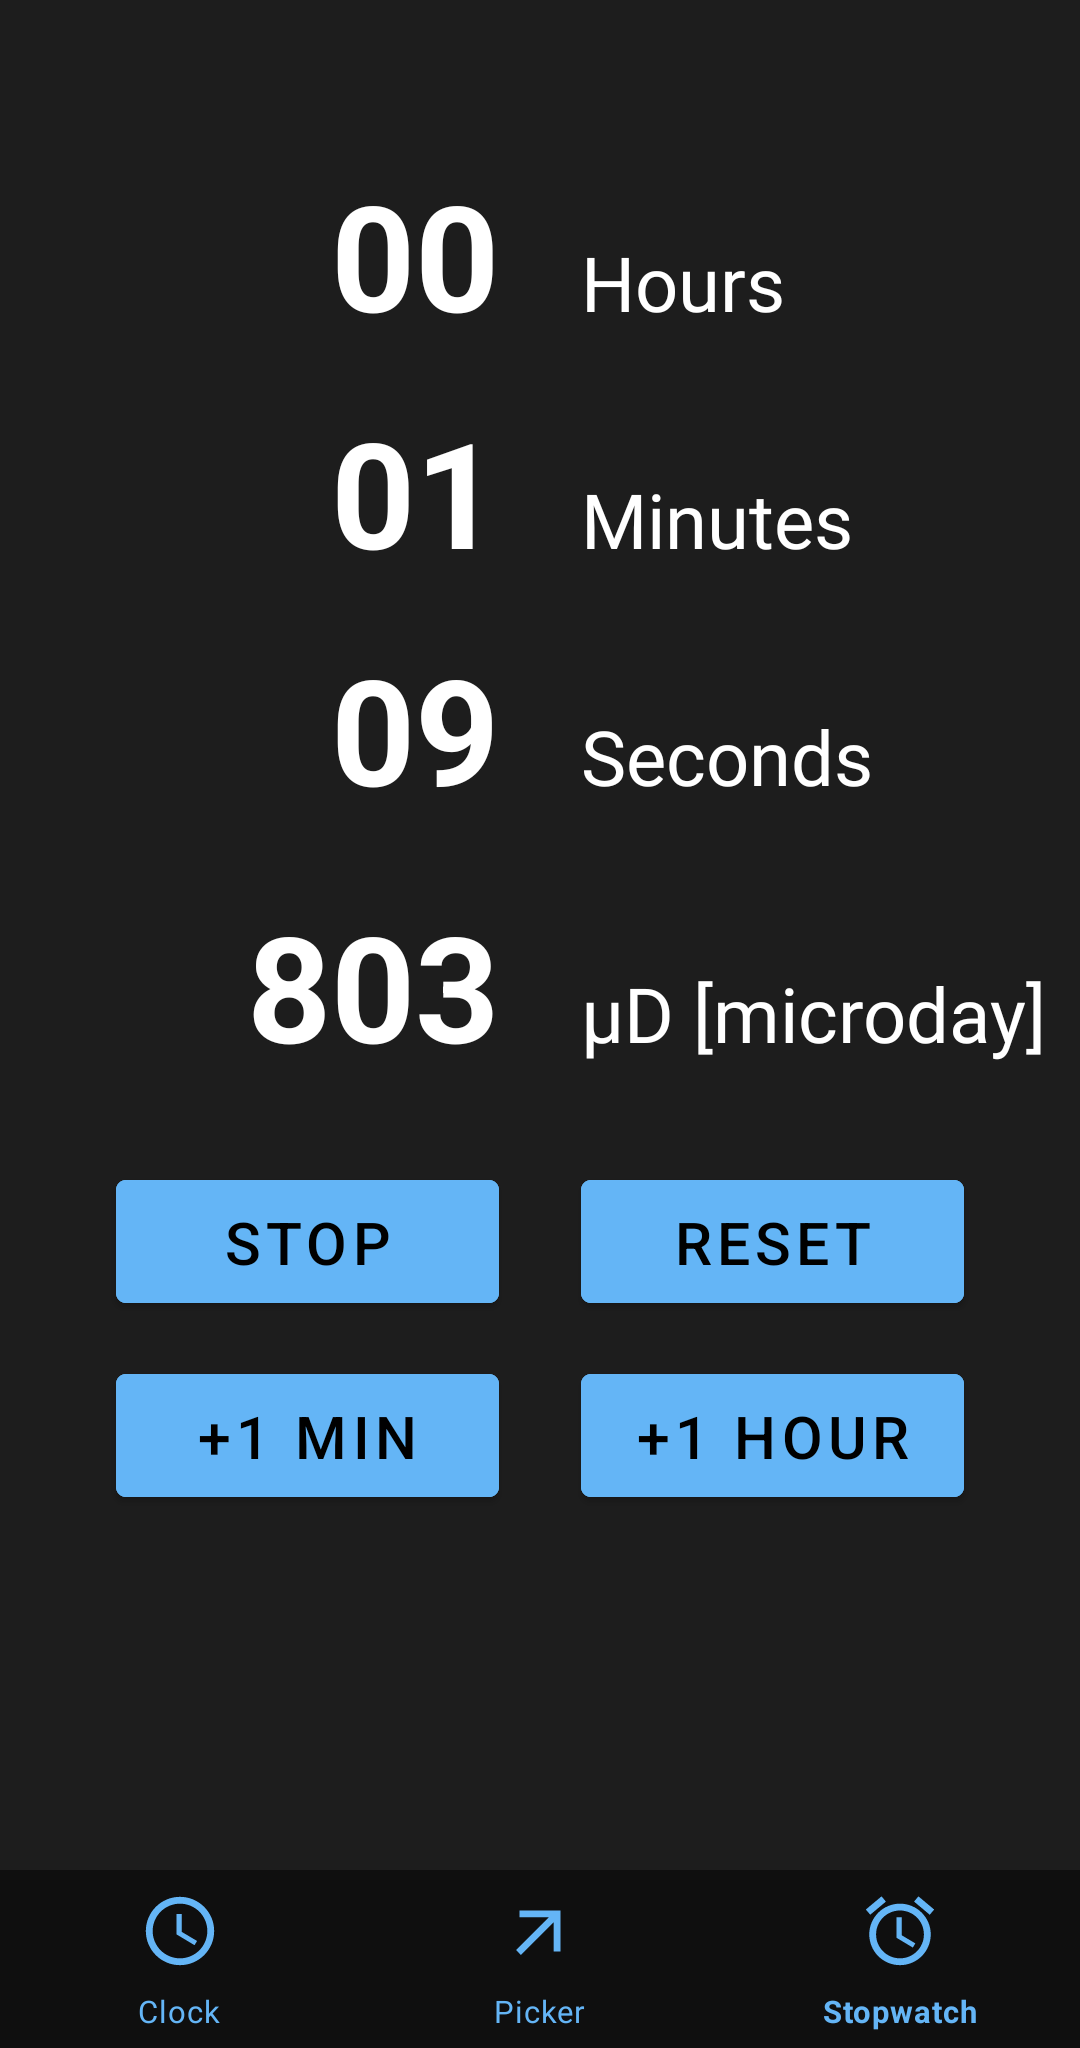 00 Hours
01 Minutes
09 Seconds
803 µD [microday]
STOP RESET
+1 MIN +1 HOUR
Clock Picker Stopwatch